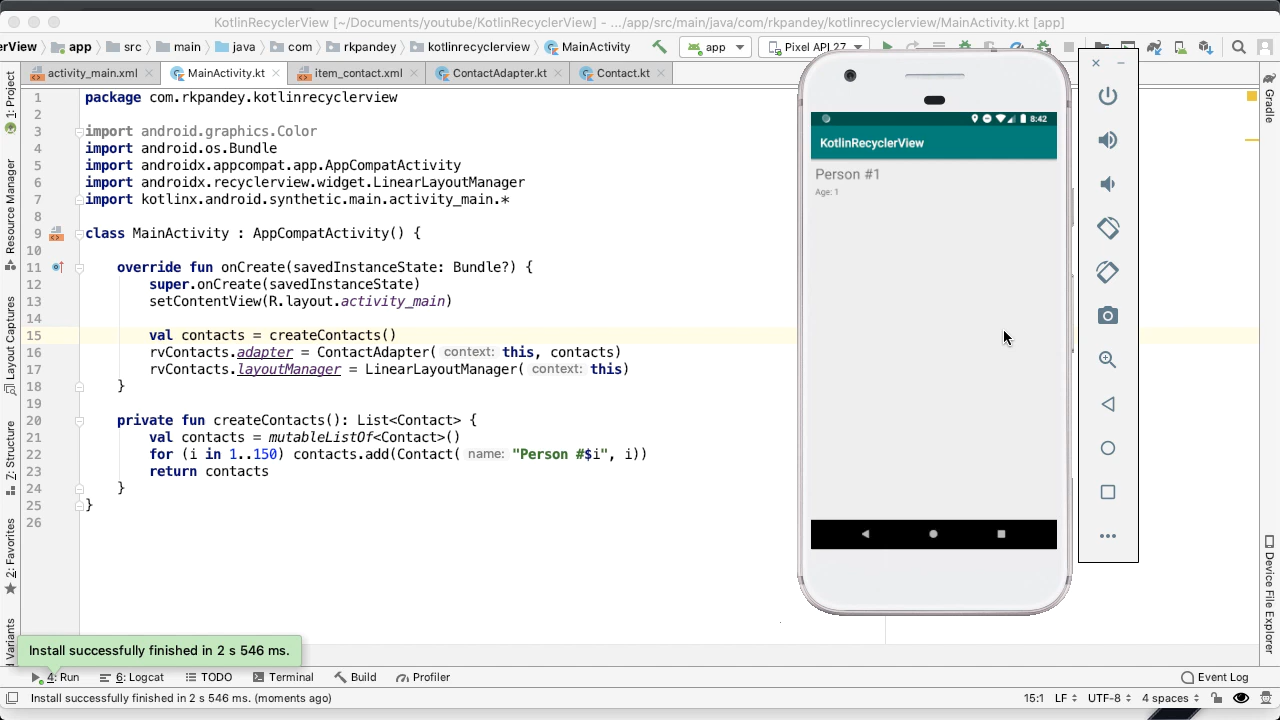 KotlinRecyclerView [~/Documents/youtube/KotlinRecyclerView] - .../app/src/main/java/com/rkpandey/kotlinrecyclerview/MainActivity.kt [app]
erView app src main java com rkpandey kotlinrecyclerview MainActivity app Pixel API 27
activity_main.xml MainActivity.kt item_contact.xml ContactAdapter.kt Contact.kt
1 package com.rkpandey.kotlinrecyclerview
2
3 import android.graphics.Color
4 import android.os.Bundle
5 import androidx.appcompat.app.AppCompatActivity
6 import androidx.recyclerview.widget.LinearLayoutManager
7 import kotlinx.android.synthetic.main.activity_main.*
8
9 class MainActivity : AppCompatActivity() {
10
11 override fun onCreate(savedInstanceState: Bundle?) {
12 super.onCreate(savedInstanceState)
13 setContentView(R.layout.activity_main)
14
15 val contacts = createContacts()
16 rvContacts.adapter = ContactAdapter( context: this, contacts)
17 rvContacts.layoutManager = LinearLayoutManager( context: this)
18 }
19
20 private fun createContacts(): List<Contact> {
21 val contacts = mutableListOf<Contact>()
22 for (i in 1..150) contacts.add(Contact( name: "Person #$i", i))
23 return contacts
24 }
25 }
26
1: Project
Resource Manager
Layout Captures
Z: Structure
2: Favorites
d Variants
8:42
KotlinRecyclerView
Person #1
Age: 1
Gradle
Device File Explorer
Install successfully finished in 2 s 546 ms.
4: Run 6: Logcat TODO Terminal Build Profiler Event Log
Install successfully finished in 2 s 546 ms. (moments ago) 15:1 LF UTF-8 4 spaces